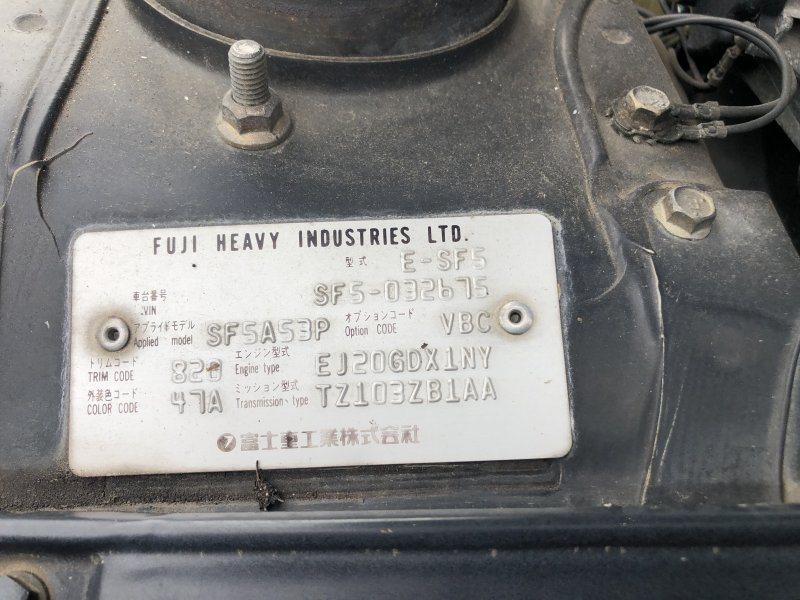 FUJI HEAVY INDUSTRIES LTD.
型式 E-SF5
車台番号 VIN SF5-032675
アプライドモデル Applied model SF5A53P オプションコード Option CODE VBC
トリムコード TRIM CODE 820 エンジン型式 Engine type EJ20GDX1NY
外装色コード COLOR CODE 47A ミッション型式 Transmission type TZ103ZB1AA
富士重工業株式会社